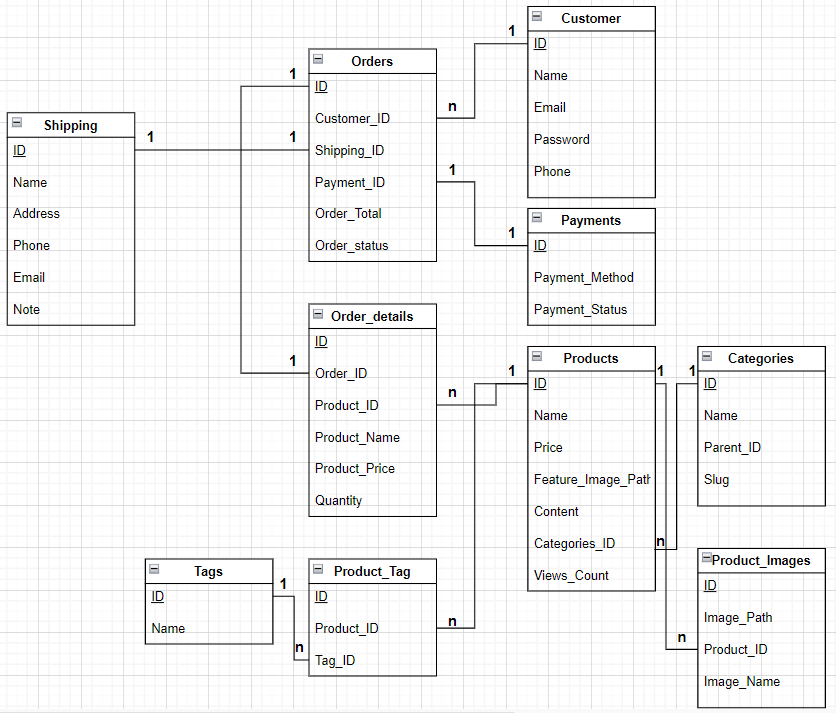 Customer
ID
Name
Email
Password
Phone
1
Orders
ID
Customer_ID
Shipping_ID
Payment_ID
Order_Total
Order_status
1
n
1
1
Shipping
ID
Name
Address
Phone
Email
Note
1
Payments
ID
Payment_Method
Payment_Status
1
Order_details
ID
Order_ID
Product_ID
Product_Name
Product_Price
Quantity
1
n
Products
ID
Name
Price
Feature_Image_Path
Content
Categories_ID
Views_Count
1
1
n
Categories
ID
Name
Parent_ID
Slug
1
Tags
ID
Name
1
Product_Tag
ID
Product_ID
Tag_ID
n
n
Product_Images
ID
Image_Path
Product_ID
Image_Name
n